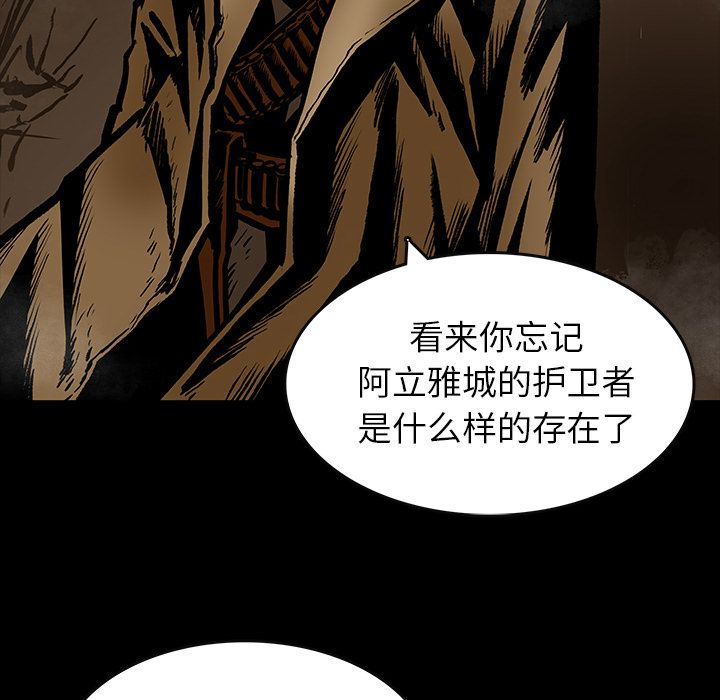 看来你忘记
阿立雅城的护卫者
是什么样的存在了